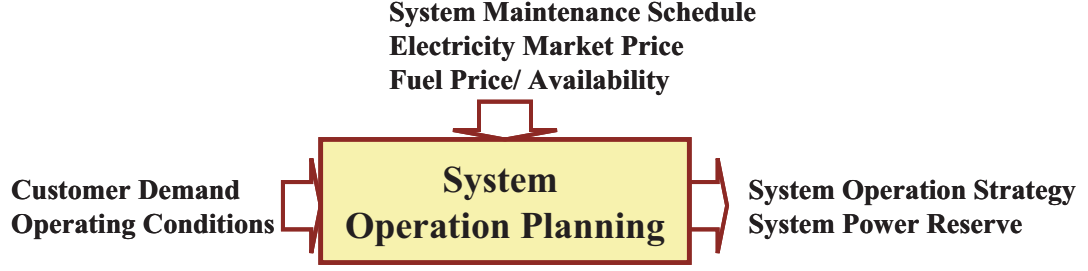 System Maintenance Schedule
Electricity Market Price
Fuel Price/ Availability
Customer Demand
Operating Conditions
System
Operation Planning
System Operation Strategy
System Power Reserve